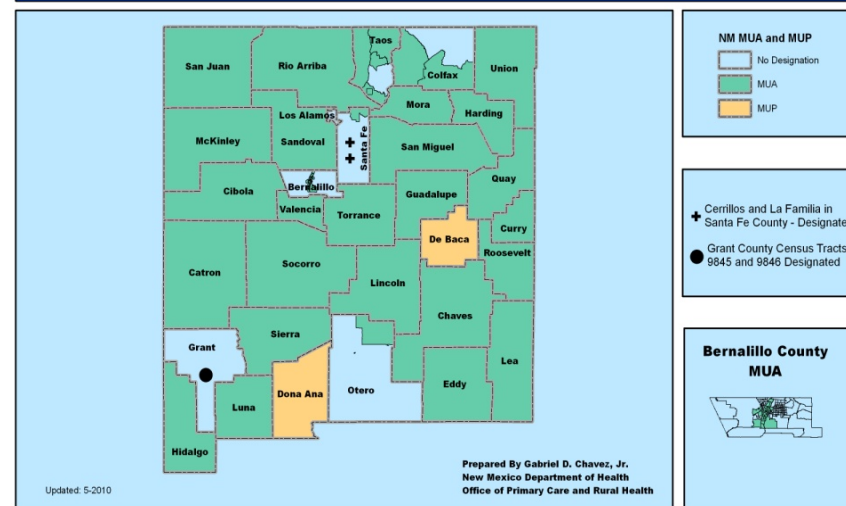 Taos
San Juan
Rio Arriba
Colfax
Union
Mora
Harding
Los Alamos
McKinley
Sandoval
Santa Fe
San Miguel
Quay
Cibola
Bernalillo
Guadalupe
Valencia
Torrance
Curry
De Baca
Roosevelt
Catron
Socorro
Lincoln
Chaves
Sierra
Grant
Lea
Dona Ana
Otero
Eddy
Luna
Hidalgo
Updated: 5-2010
Prepared By Gabriel D. Chavez, Jr.
New Mexico Department of Health
Office of Primary Care and Rural Health
NM MUA and MUP
No Designation
MUA
MUP
Cerrillos and La Familia in
Santa Fe County - Designate
Grant County Census Tracts
9845 and 9846 Designated
Bernalillo County
MUA